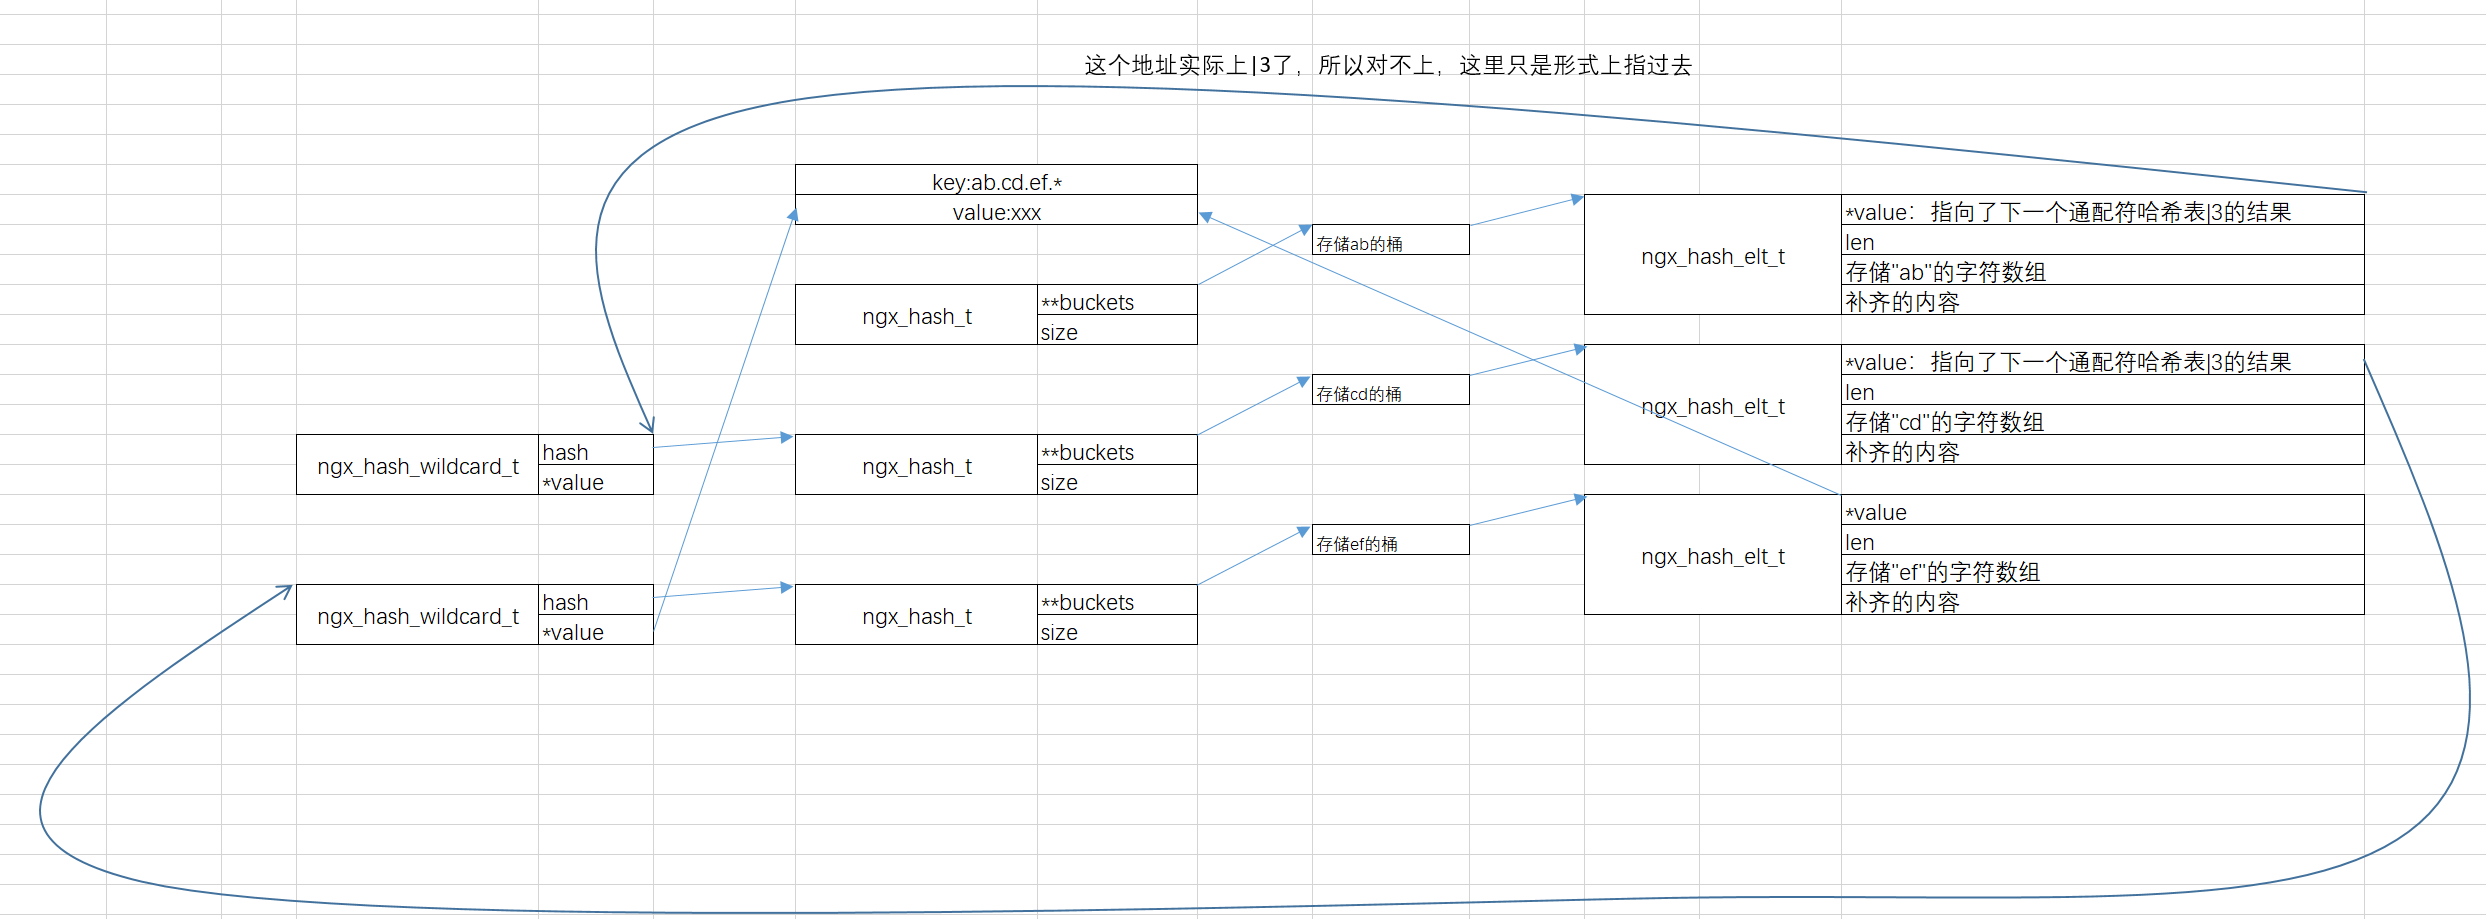 这个地址实际上|3了，所以对不上，这里只是形式上指过去
key:ab.cd.ef.*
value:xxx
存储ab的桶
ngx_hash_elt_t
*value：指向了下一个通配符哈希表|3的结果
len
存储"ab"的字符数组
补齐的内容
ngx_hash_t
**buckets
size
存储cd的桶
ngx_hash_elt_t
*value：指向了下一个通配符哈希表|3的结果
len
存储"cd"的字符数组
补齐的内容
ngx_hash_wildcard_t
hash
*value
ngx_hash_t
**buckets
size
存储ef的桶
ngx_hash_elt_t
*value
len
存储"ef"的字符数组
补齐的内容
ngx_hash_wildcard_t
hash
*value
ngx_hash_t
**buckets
size